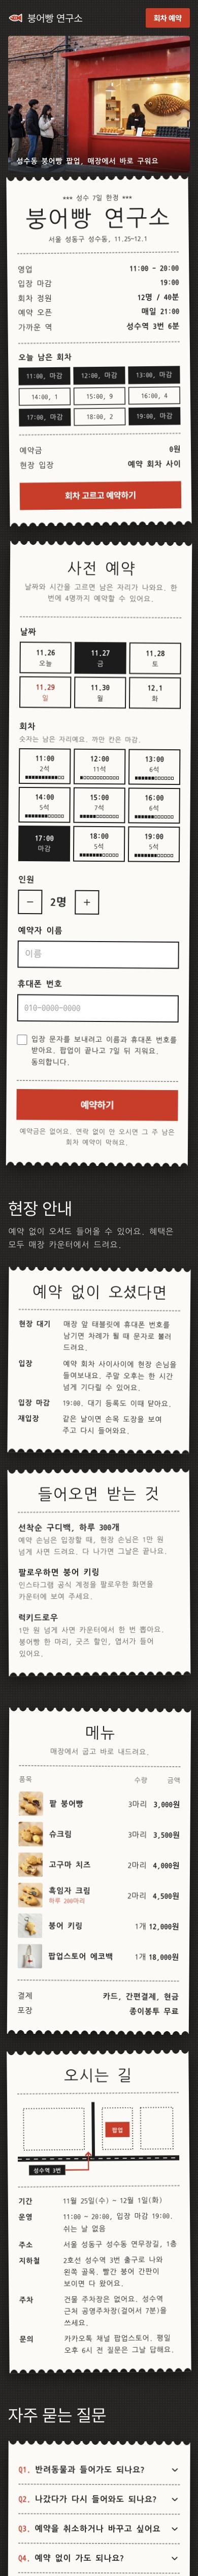 붕어빵 연구소
회차 예약
성수동 붕어빵 팝업, 매장에서 바로 구워요
*** 성수 7일 한정 ***
붕어빵 연구소
서울 성동구 성수동, 11.25–12.1
영업 11:00 – 20:00
입장 마감 19:00
회차 정원 12명 / 40분
예약 오픈 매일 21:00
가까운 역 성수역 3번 6분
오늘 남은 회차
11:00, 마감 12:00, 마감 13:00, 마감
14:00, 1 15:00, 9 16:00, 4
17:00, 마감 18:00, 2 19:00, 마감
예약금 0원
현장 입장 예약 회차 사이
회차 고르고 예약하기
사전 예약
날짜와 시간을 고르면 남은 자리가 나와요. 한
번에 4명까지 예약할 수 있어요.
날짜
11.26 11.27 11.28
오늘 금 토
11.29 11.30 12.1
일 월 화
회차
숫자는 남은 자리예요. 까만 칸은 마감.
11:00 12:00 13:00
2석 11석 6석
14:00 15:00 16:00
5석 7석 6석
17:00 18:00 19:00
마감 5석 5석
인원
− 2명 +
예약자 이름
이름
휴대폰 번호
010-0000-0000
입장 문자를 보내려고 이름과 휴대폰 번호를
받아요. 팝업이 끝나고 7일 뒤 지워요.
동의합니다.
예약하기
예약금은 없어요. 연락 없이 안 오시면 그 주 남은
회차 예약이 막혀요.
현장 안내
예약 없이 오셔도 들어올 수 있어요. 혜택은
모두 매장 카운터에서 드려요.
예약 없이 오셨다면
현장 대기 매장 앞 태블릿에 휴대폰 번호를
남기면 차례가 될 때 문자로 불러
드려요.
입장 예약 회차 사이사이에 현장 손님을
들여보내요. 주말 오후는 한 시간
넘게 기다릴 수 있어요.
입장 마감 19:00. 대기 등록도 이때 닫아요.
재입장 같은 날이면 손목 도장을 보여
주고 다시 들어와요.
들어오면 받는 것
선착순 구디백, 하루 300개
예약 손님은 입장할 때, 현장 손님은 1만 원
넘게 사면 드려요. 다 나가면 그날은 끝나요.
팔로우하면 붕어 키링
인스타그램 공식 계정을 팔로우한 화면을
카운터에 보여 주세요.
럭키드로우
1만 원 넘게 사면 카운터에서 한 번 뽑아요.
붕어빵 한 마리, 굿즈 할인, 엽서가 들어
있어요.
메뉴
매장에서 굽고 바로 내드려요.
품목 수량 금액
팥 붕어빵 3마리 3,000원
슈크림 3마리 3,500원
고구마 치즈 2마리 4,000원
흑임자 크림 2마리 4,500원
하루 200마리
붕어 키링 1개 12,000원
팝업스토어 에코백 1개 18,000원
결제 카드, 간편결제, 현금
포장 종이봉투 무료
오시는 길
팝업
성수역 3번
기간 11월 25일(수) – 12월 1일(화)
운영 11:00 – 20:00, 입장 마감 19:00.
쉬는 날 없음
주소 서울 성동구 성수동 연무장길, 1층
지하철 2호선 성수역 3번 출구로 나와
왼쪽 골목. 빨간 붕어 간판이
보이면 다 왔어요.
주차 건물 주차장은 없어요. 성수역
근처 공영주차장(걸어서 7분)을
쓰세요.
문의 카카오톡 채널 팝업스토어. 평일
오후 6시 전 질문은 그날 답해요.
자주 묻는 질문
Q1. 반려동물과 들어가도 되나요?
Q2. 나갔다가 다시 들어와도 되나요?
Q3. 예약을 취소하거나 바꾸고 싶어요
Q4. 예약 없이 가도 되나요?